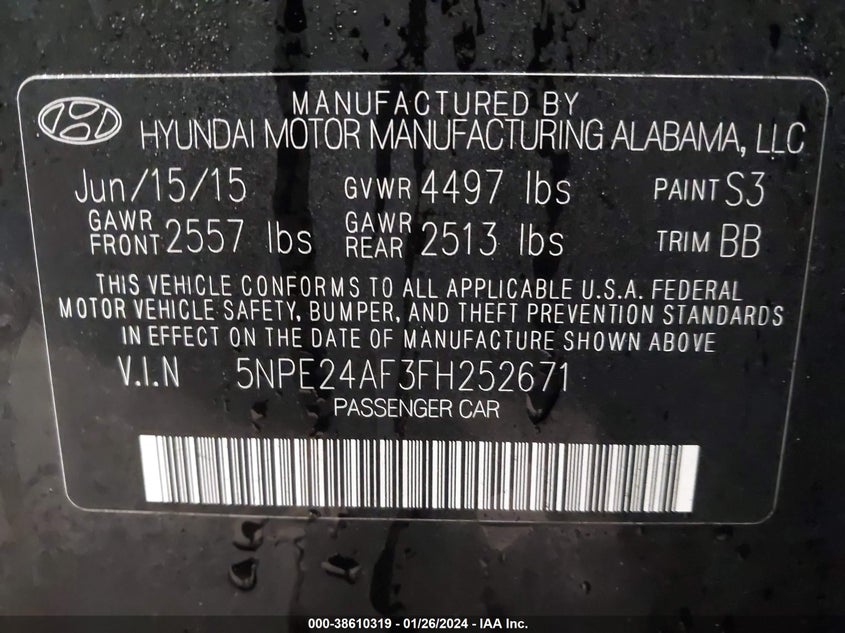 MANUFACTURED BY
HYUNDAI MOTOR MANUFACTURING ALABAMA, LLC
Jun/15/15 GVWR 4497 lbs PAINT S3
GAWR FRONT 2557 lbs GAWR REAR 2513 lbs TRIM BB
THIS VEHICLE CONFORMS TO ALL APPLICABLE U.S.A. FEDERAL
MOTOR VEHICLE SAFETY, BUMPER, AND THEFT PREVENTION STANDARDS
IN EFFECT ON THE DATE OF MANUFACTURE SHOWN ABOVE
V.I.N 5NPE24AF3FH252671
PASSENGER CAR
000-38610319 - 01/26/2024 - IAA Inc.